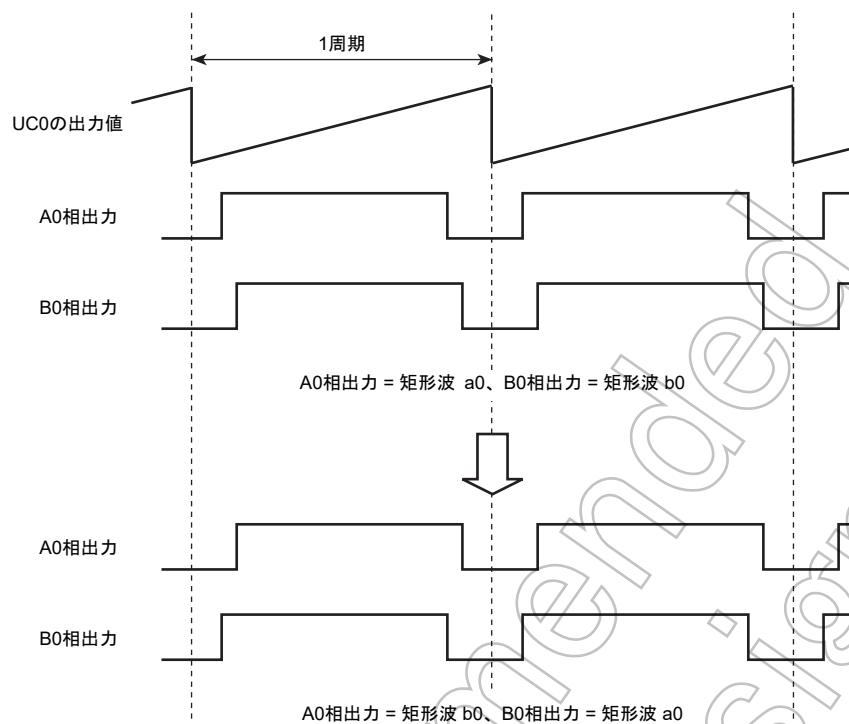 1周期
UC0の出力値
A0相出力
B0相出力
A0相出力 = 矩形波 a0、B0相出力 = 矩形波 b0
A0相出力
B0相出力
A0相出力 = 矩形波 b0、B0相出力 = 矩形波 a0
mended